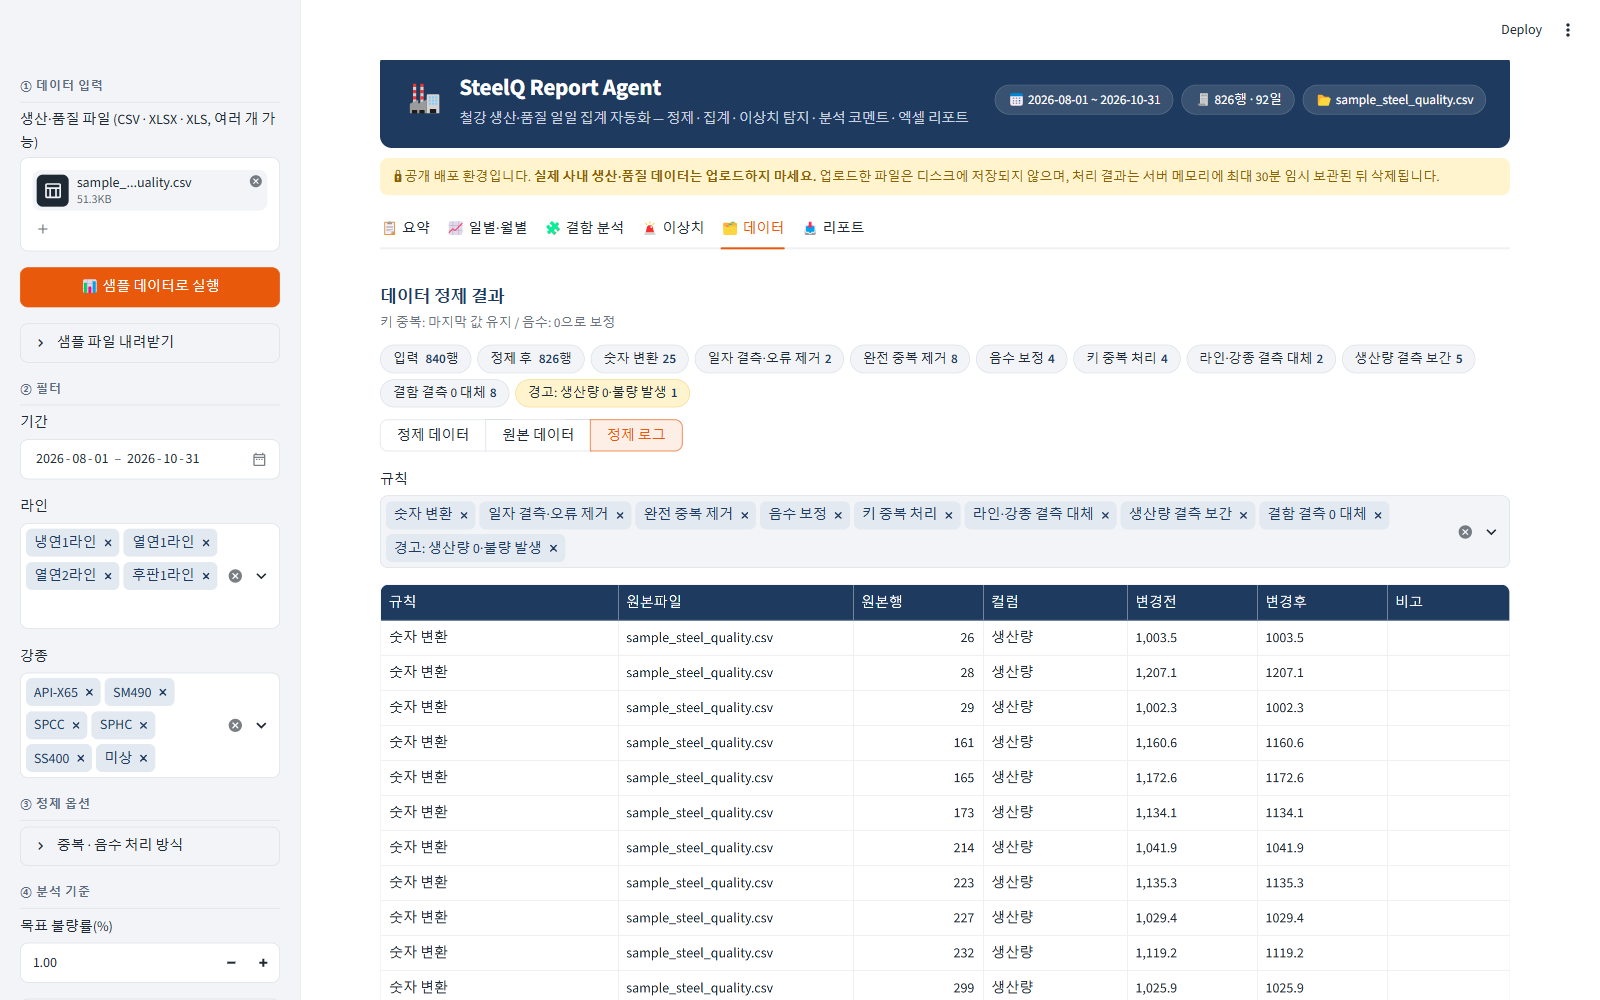 Deploy
① 데이터 입력
생산·품질 파일 (CSV · XLSX · XLS, 여러 개 가
능)
sample_...uality.csv
51.3KB
+
📊 샘플 데이터로 실행
샘플 파일 내려받기
② 필터
기간
2026-08-01 – 2026-10-31
라인
냉연1라인 × 열연1라인 ×
열연2라인 × 후판1라인 ×
강종
API-X65 × SM490 ×
SPCC × SPHC ×
SS400 × 미상 ×
③ 정제 옵션
중복 · 음수 처리 방식
④ 분석 기준
목표 불량률(%)
1.00 − +
SteelQ Report Agent
철강 생산·품질 일일 집계 자동화 — 정제 · 집계 · 이상치 탐지 · 분석 코멘트 · 엑셀 리포트
2026-08-01 ~ 2026-10-31 826행 · 92일 sample_steel_quality.csv
공개 배포 환경입니다. 실제 사내 생산·품질 데이터는 업로드하지 마세요. 업로드한 파일은 디스크에 저장되지 않으며, 처리 결과는 서버 메모리에 최대 30분 임시 보관된 뒤 삭제됩니다.
요약 일별·월별 결함 분석 이상치 데이터 리포트
데이터 정제 결과
키 중복: 마지막 값 유지 / 음수: 0으로 보정
입력 840행 정제 후 826행 숫자 변환 25 일자 결측·오류 제거 2 완전 중복 제거 8 음수 보정 4 키 중복 처리 4 라인·강종 결측 대체 2 생산량 결측 보간 5
결함 결측 0 대체 8 경고: 생산량 0·불량 발생 1
정제 데이터 원본 데이터 정제 로그
규칙
숫자 변환 × 일자 결측·오류 제거 × 완전 중복 제거 × 음수 보정 × 키 중복 처리 × 라인·강종 결측 대체 × 생산량 결측 보간 × 결함 결측 0 대체 ×
경고: 생산량 0·불량 발생 ×
규칙 원본파일 원본행 컬럼 변경전 변경후 비고
숫자 변환 sample_steel_quality.csv 26 생산량 1,003.5 1003.5
숫자 변환 sample_steel_quality.csv 28 생산량 1,207.1 1207.1
숫자 변환 sample_steel_quality.csv 29 생산량 1,002.3 1002.3
숫자 변환 sample_steel_quality.csv 161 생산량 1,160.6 1160.6
숫자 변환 sample_steel_quality.csv 165 생산량 1,172.6 1172.6
숫자 변환 sample_steel_quality.csv 173 생산량 1,134.1 1134.1
숫자 변환 sample_steel_quality.csv 214 생산량 1,041.9 1041.9
숫자 변환 sample_steel_quality.csv 223 생산량 1,135.3 1135.3
숫자 변환 sample_steel_quality.csv 227 생산량 1,029.4 1029.4
숫자 변환 sample_steel_quality.csv 232 생산량 1,119.2 1119.2
숫자 변환 sample_steel_quality.csv 299 생산량 1,025.9 1025.9